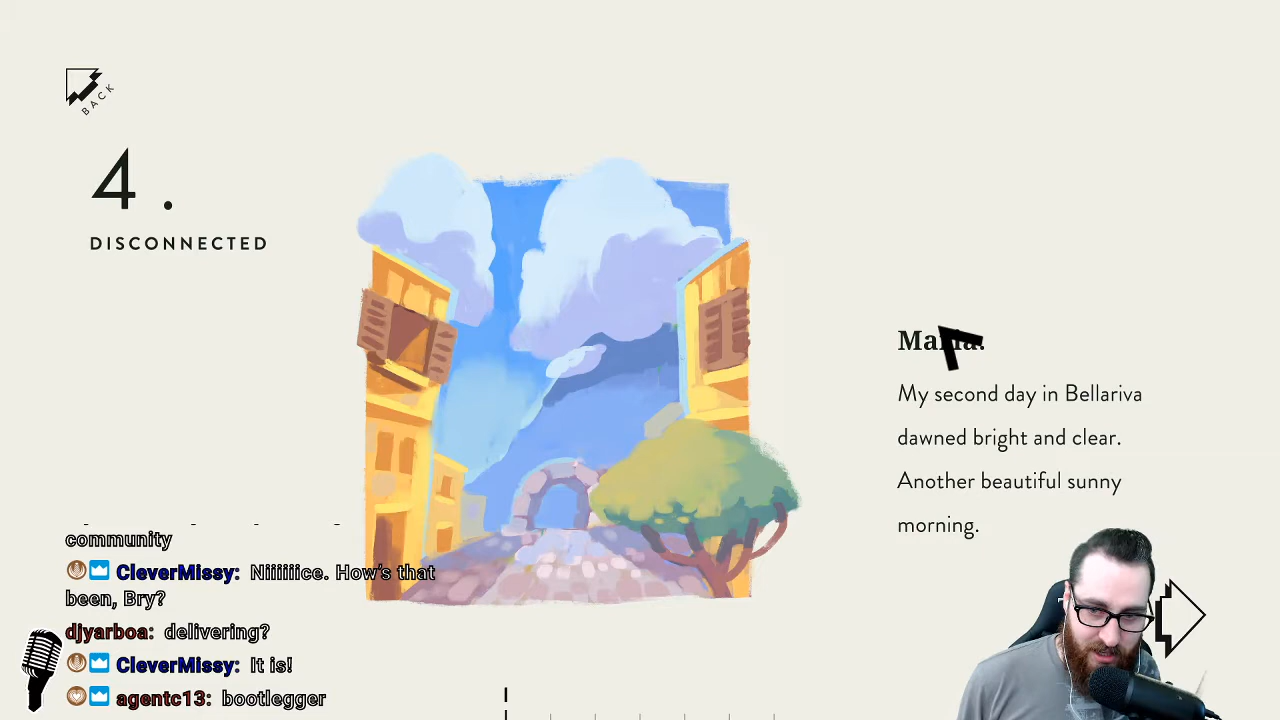 BACK
4 .
DISCONNECTED
My second day in Bellariva
dawned bright and clear.
Another beautiful sunny
morning.
community
CleverMissy: Niiiiiice. How's that
been, Bry?
djyarboa: delivering?
CleverMissy: It is!
agentc13: bootlegger